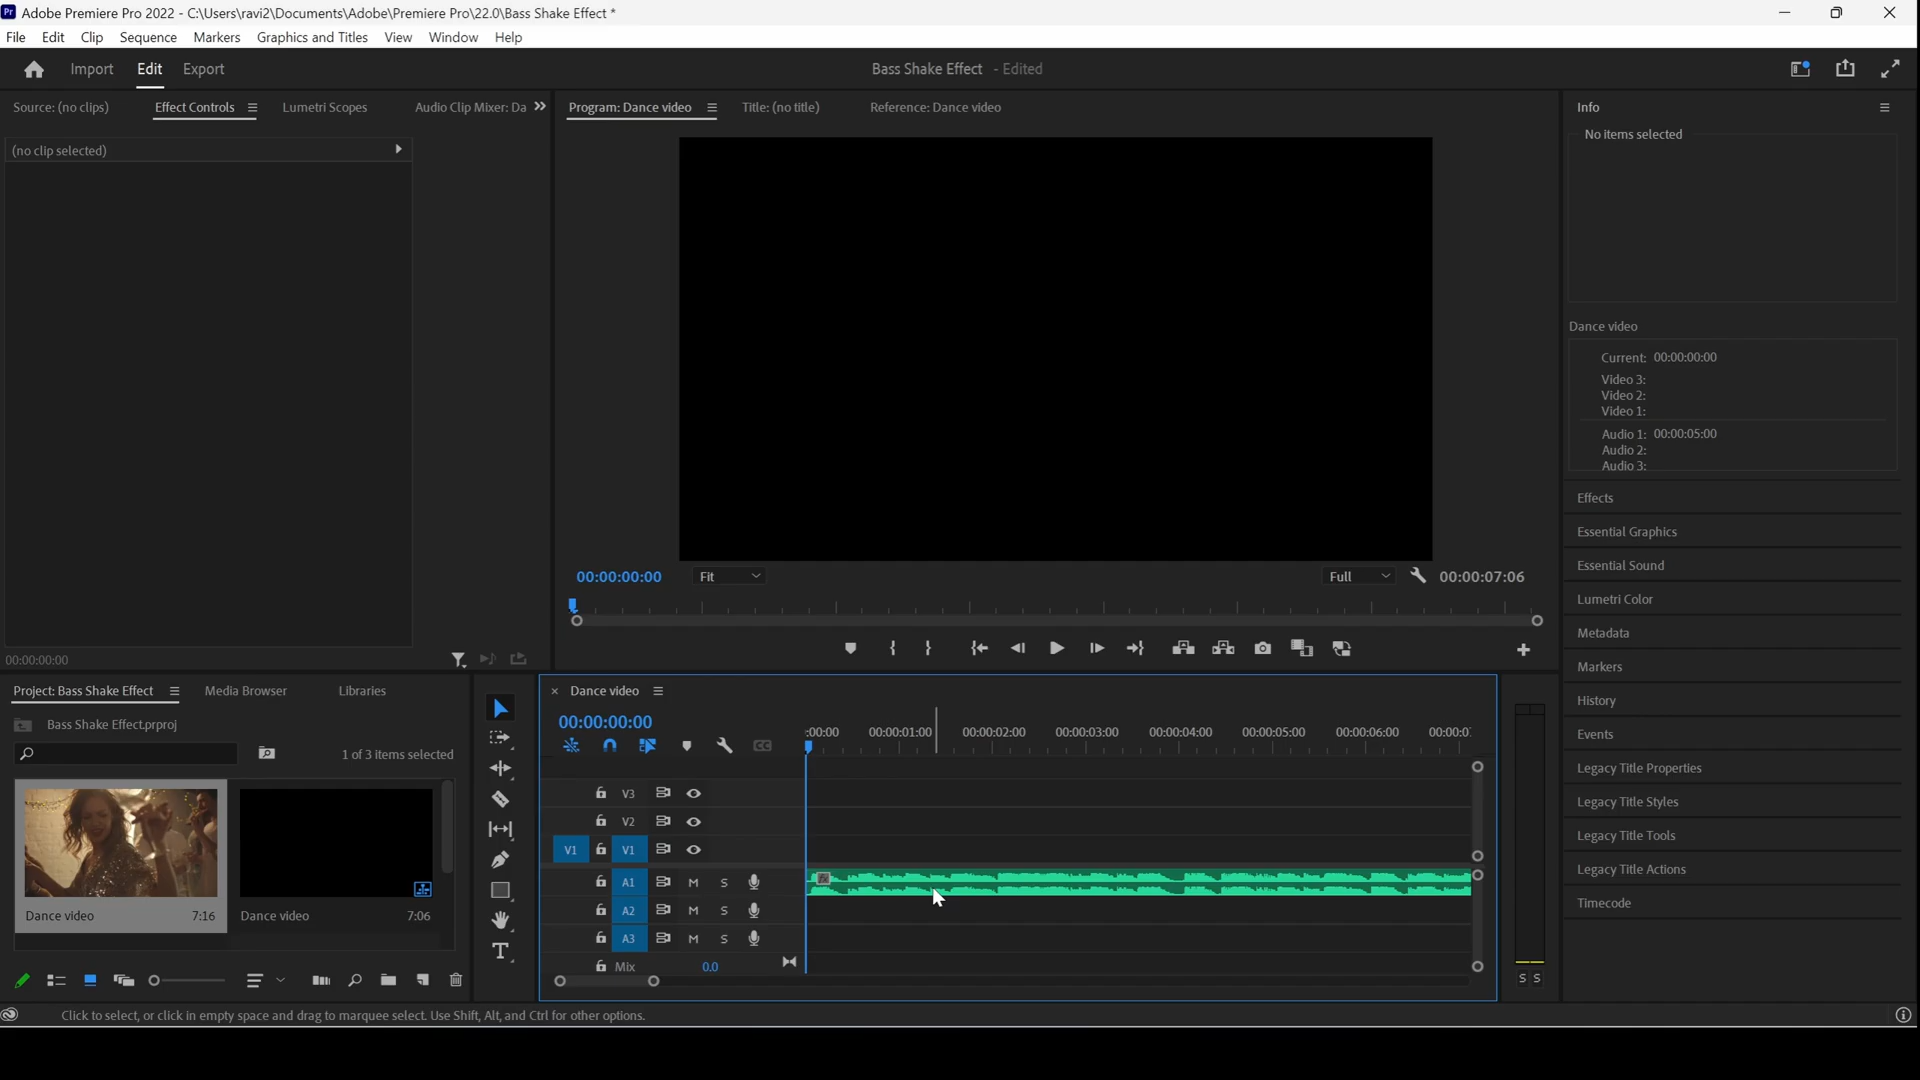 Pr Adobe Premiere Pro 2022 - C:\Users\ravi2\Documents\Adobe\Premiere Pro\22.0\Bass Shake Effect *
File Edit Clip Sequence Markers Graphics and Titles View Window Help
Import Edit Export
Bass Shake Effect - Edited
Source: (no clips) Effect Controls Lumetri Scopes Audio Clip Mixer: Da
(no clip selected)
00:00:00:00
Program: Dance video Title: (no title) Reference: Dance video
00:00:00:00 Fit Full 00:00:07:06
Info
No items selected
Dance video
Current: 00:00:00:00
Video 3:
Video 2:
Video 1:
Audio 1: 00:00:05:00
Audio 2:
Audio 3:
Effects
Essential Graphics
Essential Sound
Lumetri Color
Metadata
Markers
History
Events
Legacy Title Properties
Legacy Title Styles
Legacy Title Tools
Legacy Title Actions
Timecode
Project: Bass Shake Effect Media Browser Libraries
Bass Shake Effect.prproj
1 of 3 items selected
Dance video 7:16 Dance video 7:06
Dance video
00:00:00:00
:00:00 00:00:01:00 00:00:02:00 00:00:03:00 00:00:04:00 00:00:05:00 00:00:06:00 00:00:0
CC
V3
V2
V1 V1
A1 M S fx
A2 M S
A3 M S
Mix 0.0
S S
Click to select, or click in empty space and drag to marquee select. Use Shift, Alt, and Ctrl for other options.